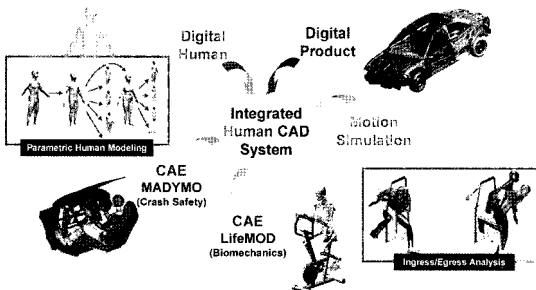 Digital
Human
Digital
Product
Integrated
Human CAD
System
Motion
Simulation
Parametric Human Modeling
CAE
MADYMO
(Crash Safety)
CAE
LifeMOD
(Biomechanics)
Ingress/Egress Analysis